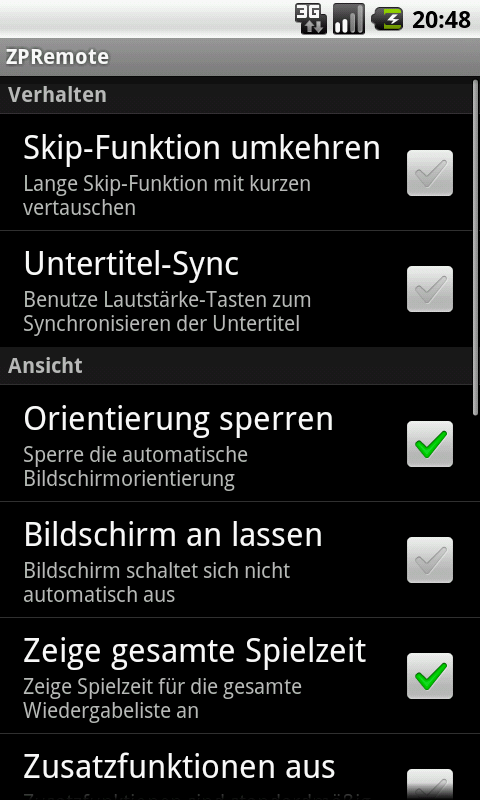 3G 20:48
ZPRemote
Verhalten
Skip-Funktion umkehren
Lange Skip-Funktion mit kurzen
vertauschen
Untertitel-Sync
Benutze Lautstärke-Tasten zum
Synchronisieren der Untertitel
Ansicht
Orientierung sperren
Sperre die automatische
Bildschirmorientierung
Bildschirm an lassen
Bildschirm schaltet sich nicht
automatisch aus
Zeige gesamte Spielzeit
Zeige Spielzeit für die gesamte
Wiedergabeliste an
Zusatzfunktionen aus